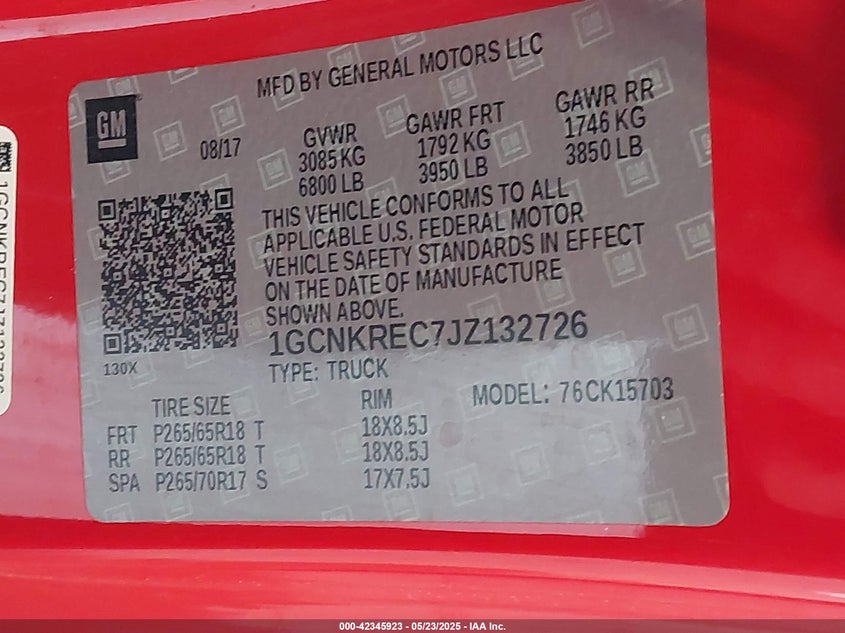 MFD BY GENERAL MOTORS LLC
GM
08/17
GVWR
3085 KG
6800 LB
GAWR FRT
1792 KG
3950 LB
GAWR RR
1746 KG
3850 LB
THIS VEHICLE CONFORMS TO ALL
APPLICABLE U.S. FEDERAL MOTOR
VEHICLE SAFETY STANDARDS IN EFFECT
ON THE DATE OF MANUFACTURE
SHOWN ABOVE.
1GCNKREC7JZ132726
130X
TYPE: TRUCK
MODEL: 76CK15703
TIRE SIZE RIM
FRT P265/65R18 T 18X8.5J
RR P265/65R18 T 18X8.5J
SPA P265/70R17 S 17X7.5J
1GCNKREC7JZ132726
000-42345923 - 05/23/2025 - IAA Inc.